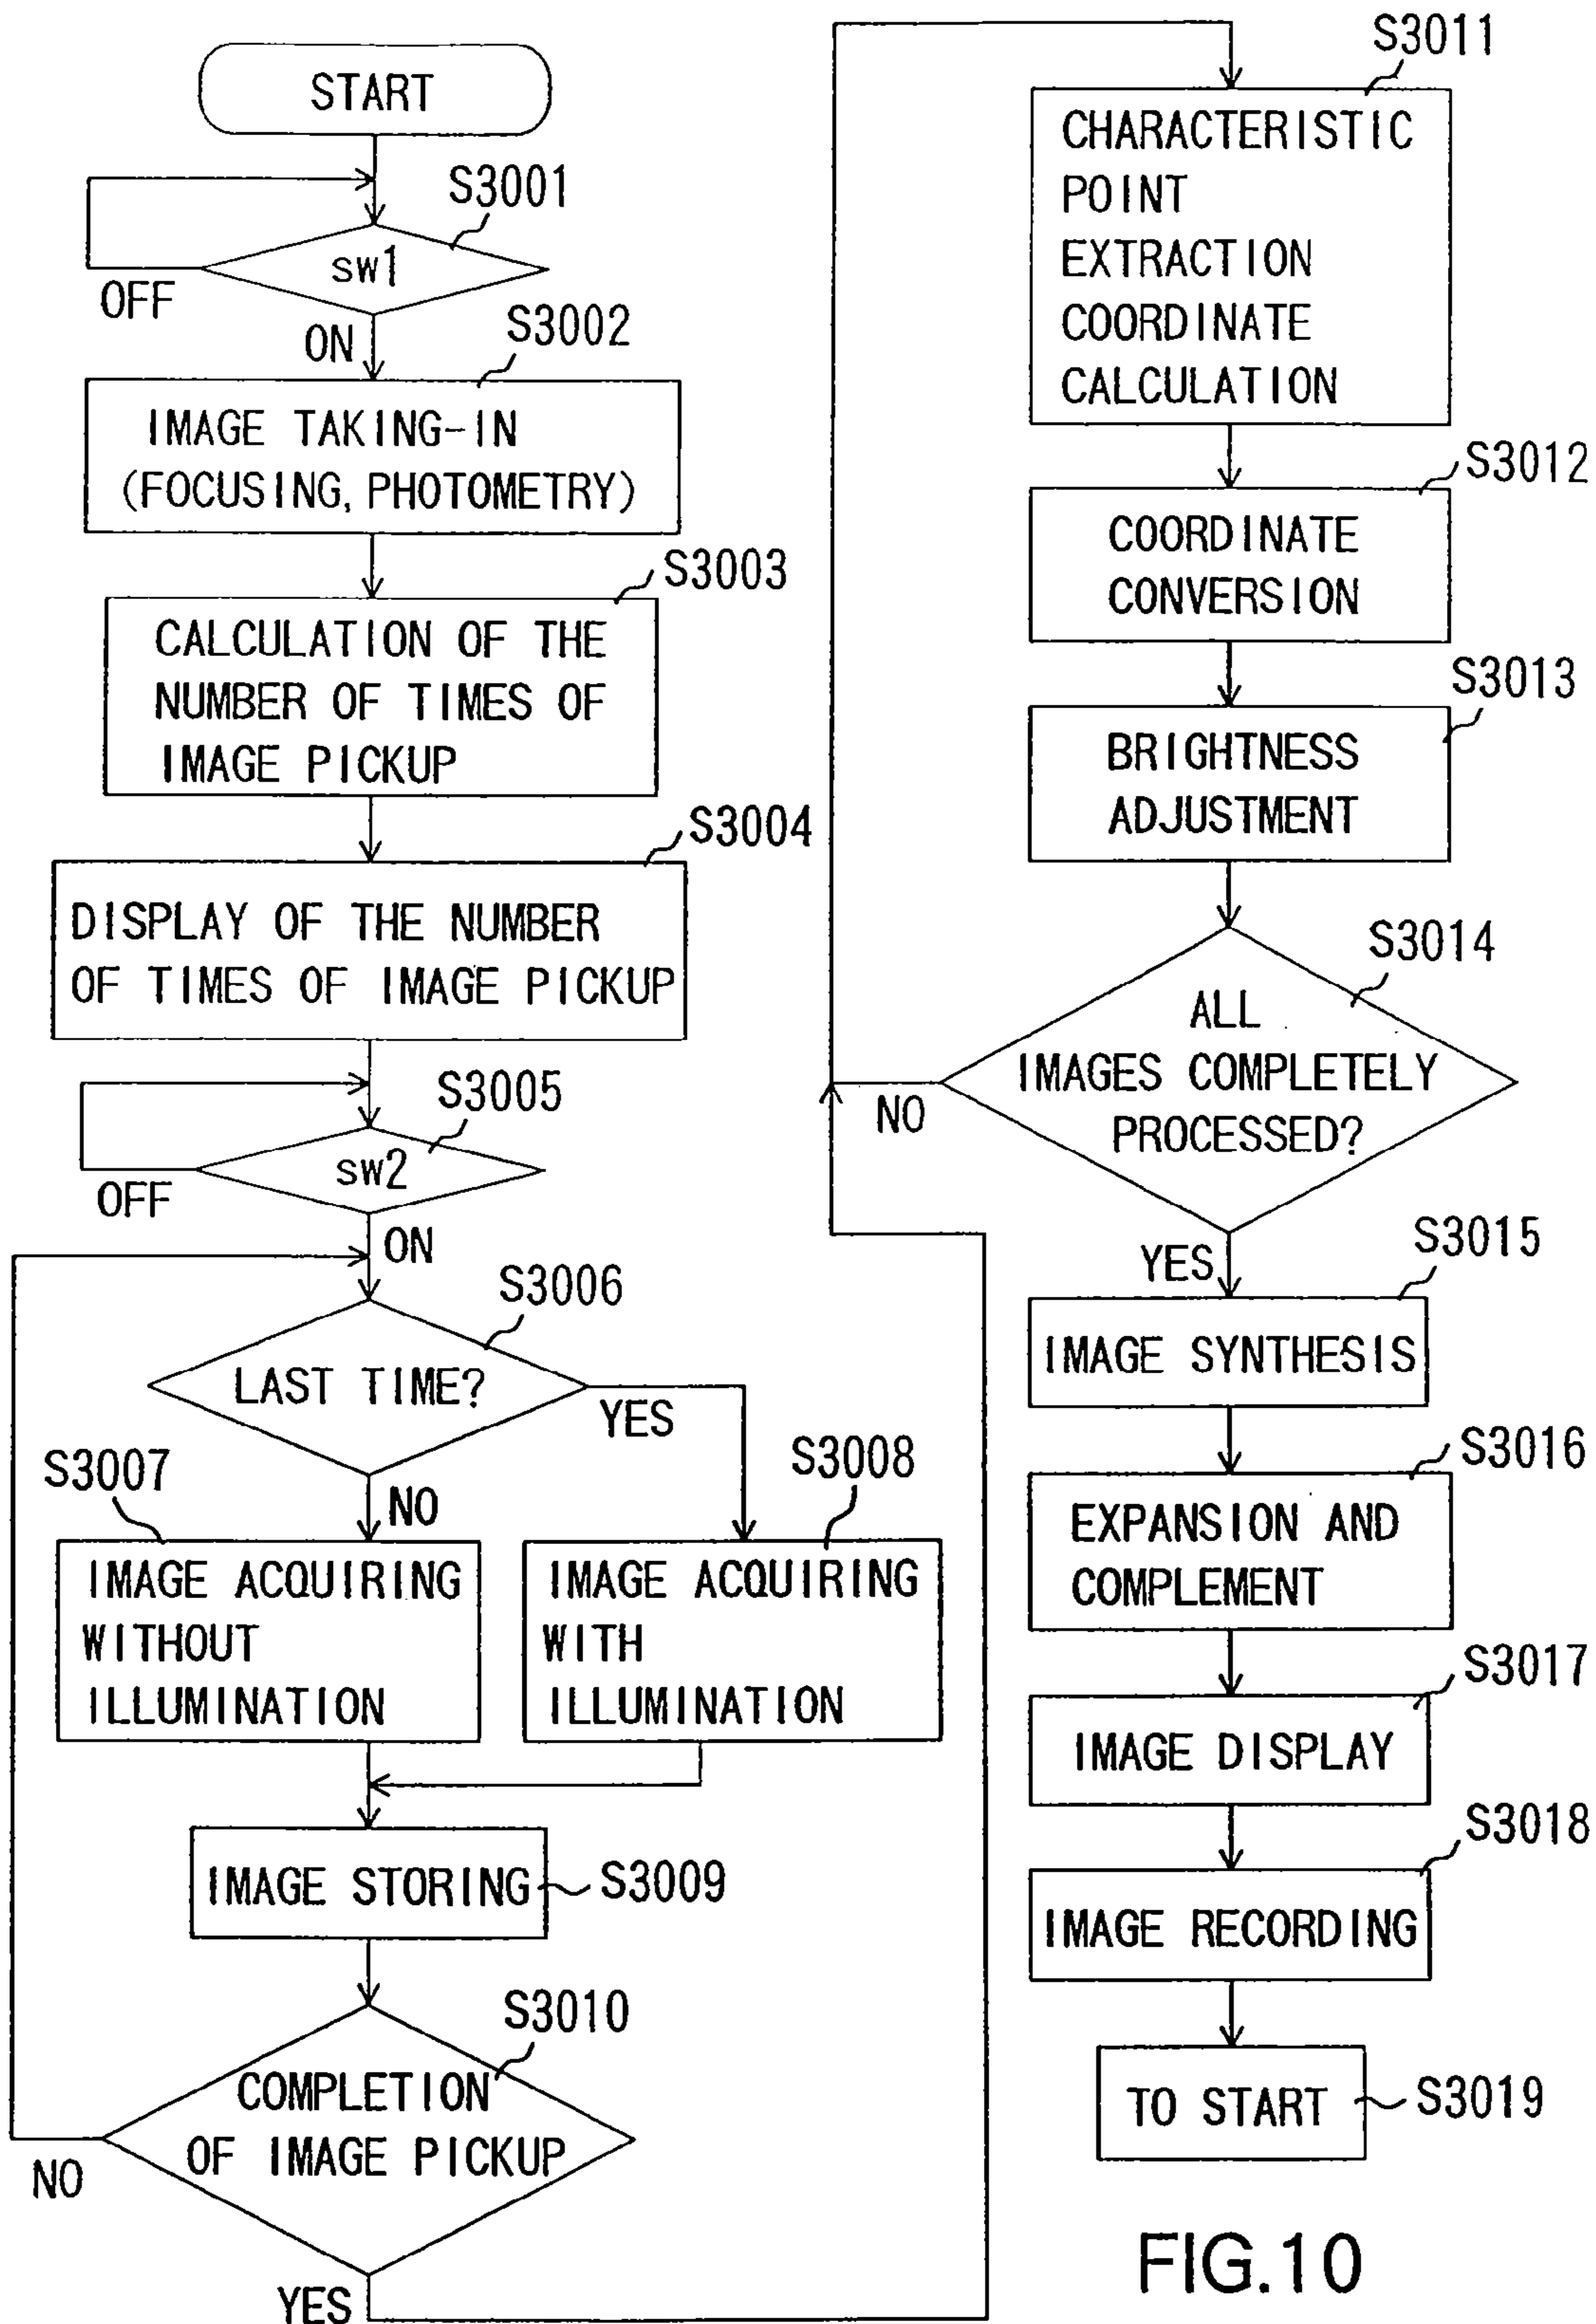 START
S3001
sw1
OFF
ON
S3002
IMAGE TAKING-IN
(FOCUSING, PHOTOMETRY)
S3003
CALCULATION OF THE
NUMBER OF TIMES OF
IMAGE PICKUP
S3004
DISPLAY OF THE NUMBER
OF TIMES OF IMAGE PICKUP
S3005
sw2
OFF
ON
S3006
LAST TIME?
YES
S3007
NO
S3008
IMAGE ACQUIRING
WITHOUT
ILLUMINATION
IMAGE ACQUIRING
WITH
ILLUMINATION
IMAGE STORING
S3009
S3010
COMPLETION
OF IMAGE PICKUP
NO
YES
S3011
CHARACTERISTIC
POINT
EXTRACTION
COORDINATE
CALCULATION
S3012
COORDINATE
CONVERSION
S3013
BRIGHTNESS
ADJUSTMENT
S3014
ALL
IMAGES COMPLETELY
PROCESSED?
NO
YES
S3015
IMAGE SYNTHESIS
S3016
EXPANSION AND
COMPLEMENT
S3017
IMAGE DISPLAY
S3018
IMAGE RECORDING
TO START
S3019
FIG.10